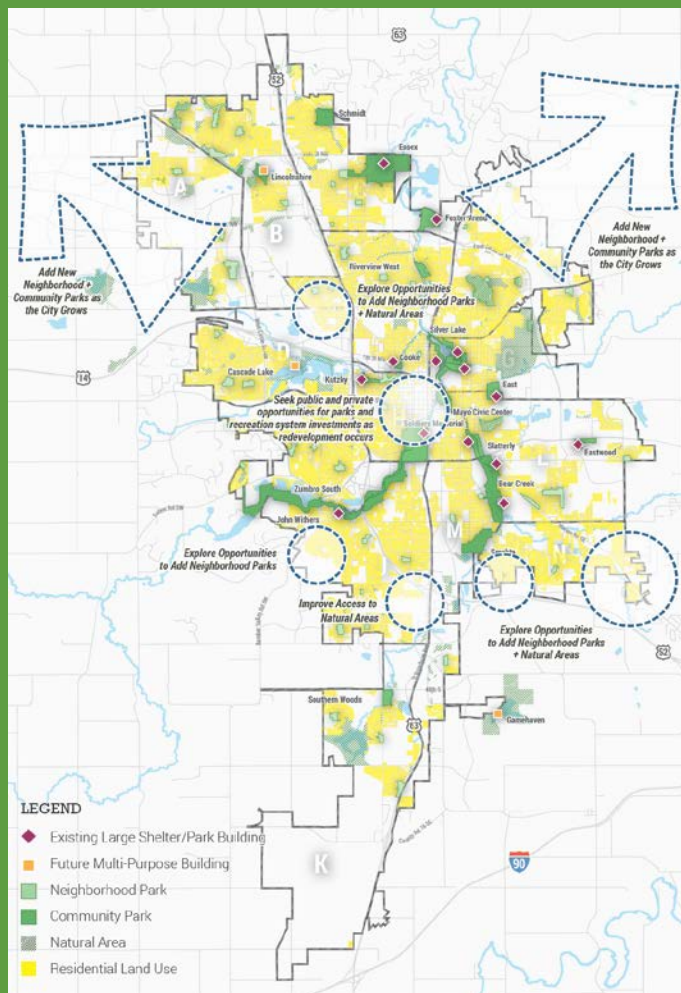 63
52
Schmidt
Essex
A
Lincolnshire
C
Foster Arend
B
Add New
Neighborhood +
Community Parks as
the City Grows
Add New
Neighborhood +
Community Parks as
the City Grows
Riverview West
Explore Opportunities
to Add Neighborhood Parks
+ Natural Areas
Silver Lake
G
Cooke
Cascade Lake
Kutzky
14
East
Seek public and private
opportunities for parks and
recreation system investments as
redevelopment occurs
Mayo Civic Center
Soldiers Memorial
Slatterly
Eastwood
Bear Creek
Zumbro South
John Withers
M
N
Explore Opportunities
to Add Neighborhood Parks
Improve Access to
Natural Areas
Explore Opportunities
to Add Neighborhood Parks
+ Natural Areas
52
Southern Woods
63
Gamehaven
LEGEND
Existing Large Shelter/Park Building
Future Multi-Purpose Building
Neighborhood Park
Community Park
Natural Area
Residential Land Use
K
90